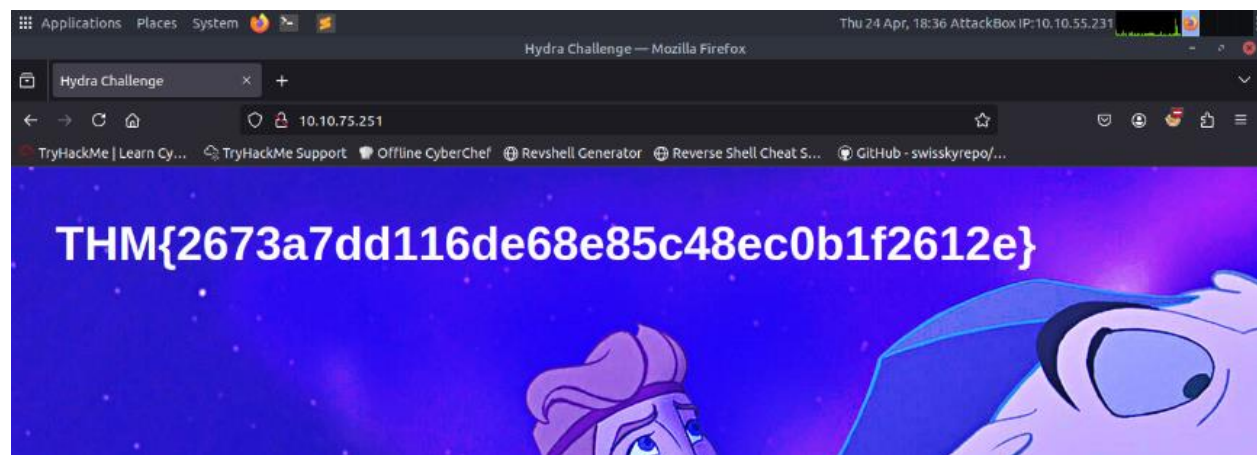 Applications Places System Thu 24 Apr, 18:36 AttackBox IP:10.10.55.231
Hydra Challenge — Mozilla Firefox
Hydra Challenge
10.10.75.251
TryHackMe | Learn Cy... TryHackMe Support Offline CyberChef Revshell Generator Reverse Shell Cheat S... GitHub - swisskyrepo/...
THM{2673a7dd116de68e85c48ec0b1f2612e}